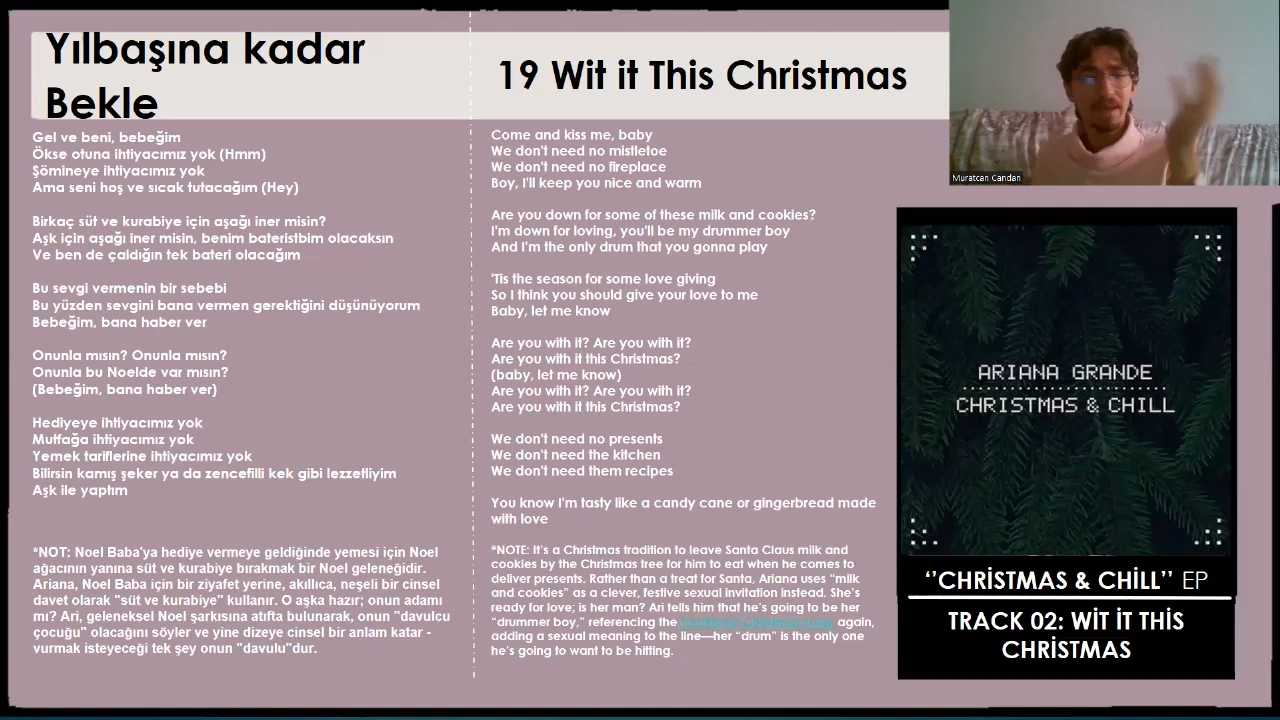 Yılbaşına kadar
Bekle
Gel ve beni, bebeğim
Ökse otuna ihtiyacımız yok (Hmm)
Şömineye ihtiyacımız yok
Ama seni hoş ve sıcak tutacağım (Hey)
Birkaç süt ve kurabiye için aşağı iner misin?
Aşk için aşağı iner misin, benim bateristbim olacaksın
Ve ben de çaldığın tek bateri olacağım
Bu sevgi vermenin bir sebebi
Bu yüzden sevgini bana vermen gerektiğini düşünüyorum
Bebeğim, bana haber ver
Onunla mısın? Onunla mısın?
Onunla bu Noelde var mısın?
(Bebeğim, bana haber ver)
Hediyeye ihtiyacımız yok
Mutfağa ihtiyacımız yok
Yemek tariflerine ihtiyacımız yok
Bilirsin kamış şeker ya da zencefilli kek gibi lezzetliyim
Aşk ile yaptım
*NOT: Noel Baba'ya hediye vermeye geldiğinde yemesi için Noel
ağacının yanına süt ve kurabiye bırakmak bir Noel geleneğidir.
Ariana, Noel Baba için bir ziyafet yerine, akıllıca, neşeli bir cinsel
davet olarak "süt ve kurabiye" kullanır. O aşka hazır; onun adamı
mı? Ari, geleneksel Noel şarkısına atıfta bulunarak, onun "davulcu
çocuğu" olacağını söyler ve yine dizeye cinsel bir anlam katar -
vurmak isteyeceği tek şey onun "davulu"dur.
19 Wit it This Christmas
Come and kiss me, baby
We don't need no mistletoe
We don't need no fireplace
Boy, I'll keep you nice and warm
Are you down for some of these milk and cookies?
I'm down for loving, you'll be my drummer boy
And I'm the only drum that you gonna play
'Tis the season for some love giving
So I think you should give your love to me
Baby, let me know
Are you with it? Are you with it?
Are you with it this Christmas?
(baby, let me know)
Are you with it? Are you with it?
Are you with it this Christmas?
We don't need no presents
We don't need the kitchen
We don't need them recipes
You know I'm tasty like a candy cane or gingerbread made
with love
*NOTE: It's a Christmas tradition to leave Santa Claus milk and
cookies by the Christmas tree for him to eat when he comes to
deliver presents. Rather than a treat for Santa, Ariana uses "milk
and cookies" as a clever, festive sexual invitation instead. She's
ready for love; is her man? Ari tells him that he's going to be her
"drummer boy," referencing the traditional Christmas song, again,
adding a sexual meaning to the line—her "drum" is the only one
he's going to want to be hitting.
Muratcan Candan
ARIANA GRANDE
CHRISTMAS & CHILL
‘’CHRİSTMAS & CHİLL’’ EP
TRACK 02: WİT İT THİS
CHRİSTMAS